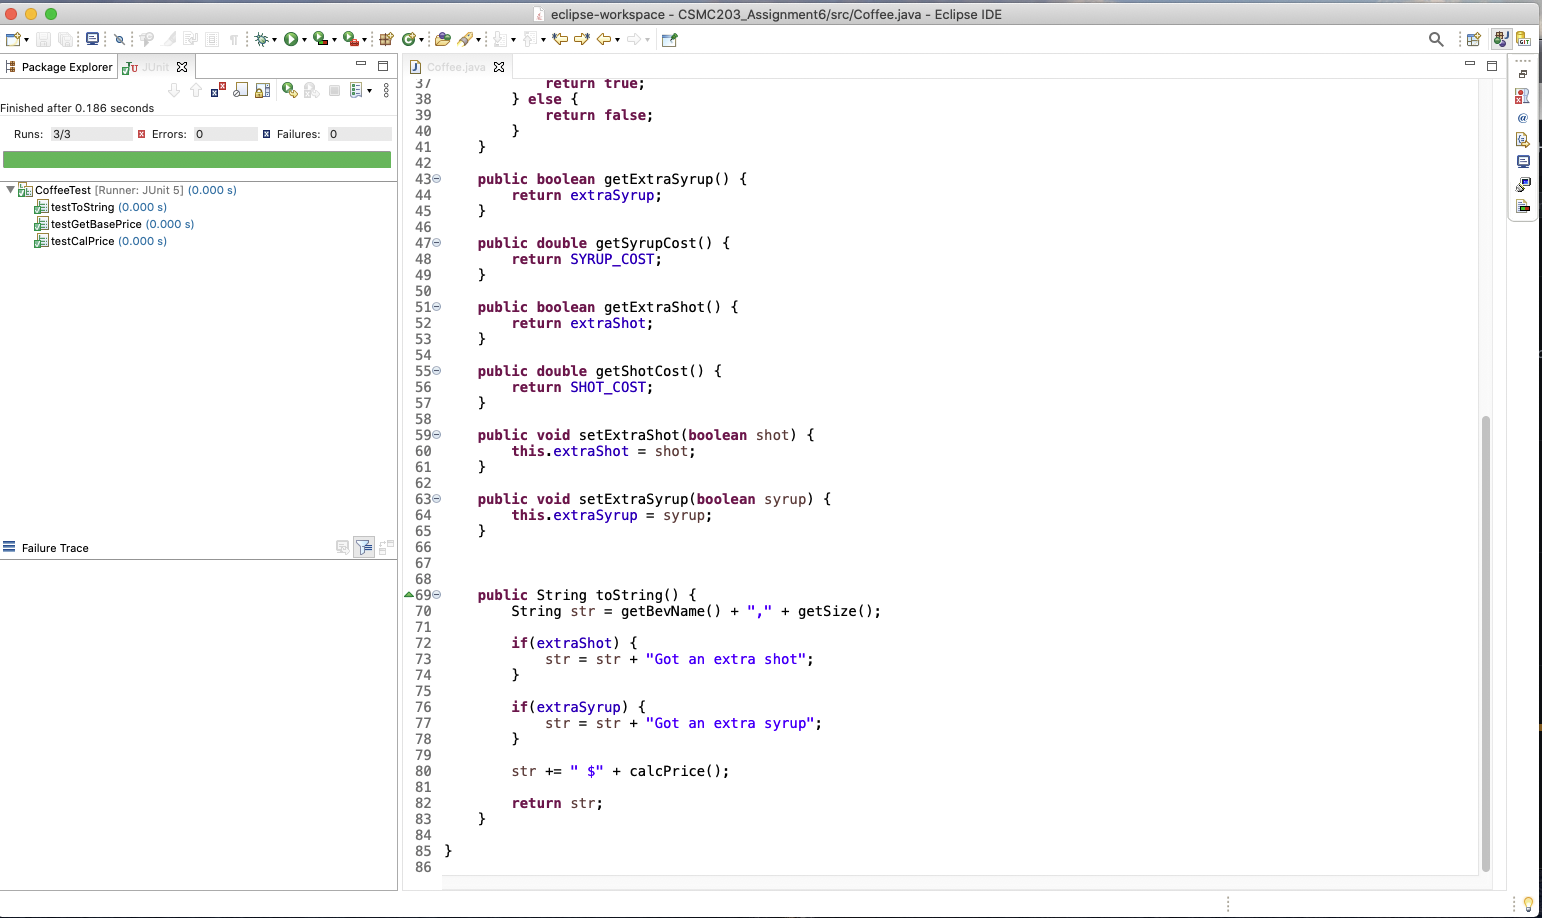 eclipse-workspace - CSMC203_Assignment6/src/Coffee.java - Eclipse IDE
Package Explorer
JUnit
Finished after 0.186 seconds
Runs: 3/3 Errors: 0 Failures: 0
CoffeeTest [Runner: JUnit 5] (0.000 s)
testToString (0.000 s)
testGetBasePrice (0.000 s)
testCalPrice (0.000 s)
Failure Trace
Coffee.java
37 return true;
38 } else {
39 return false;
40 }
41 }
42
43 public boolean getExtraSyrup() {
44 return extraSyrup;
45 }
46
47 public double getSyrupCost() {
48 return SYRUP_COST;
49 }
50
51 public boolean getExtraShot() {
52 return extraShot;
53 }
54
55 public double getShotCost() {
56 return SHOT_COST;
57 }
58
59 public void setExtraShot(boolean shot) {
60 this.extraShot = shot;
61 }
62
63 public void setExtraSyrup(boolean syrup) {
64 this.extraSyrup = syrup;
65 }
66
67
68
69 public String toString() {
70 String str = getBevName() + "," + getSize();
71
72 if(extraShot) {
73 str = str + "Got an extra shot";
74 }
75
76 if(extraSyrup) {
77 str = str + "Got an extra syrup";
78 }
79
80 str += " $" + calcPrice();
81
82 return str;
83 }
84
85 }
86